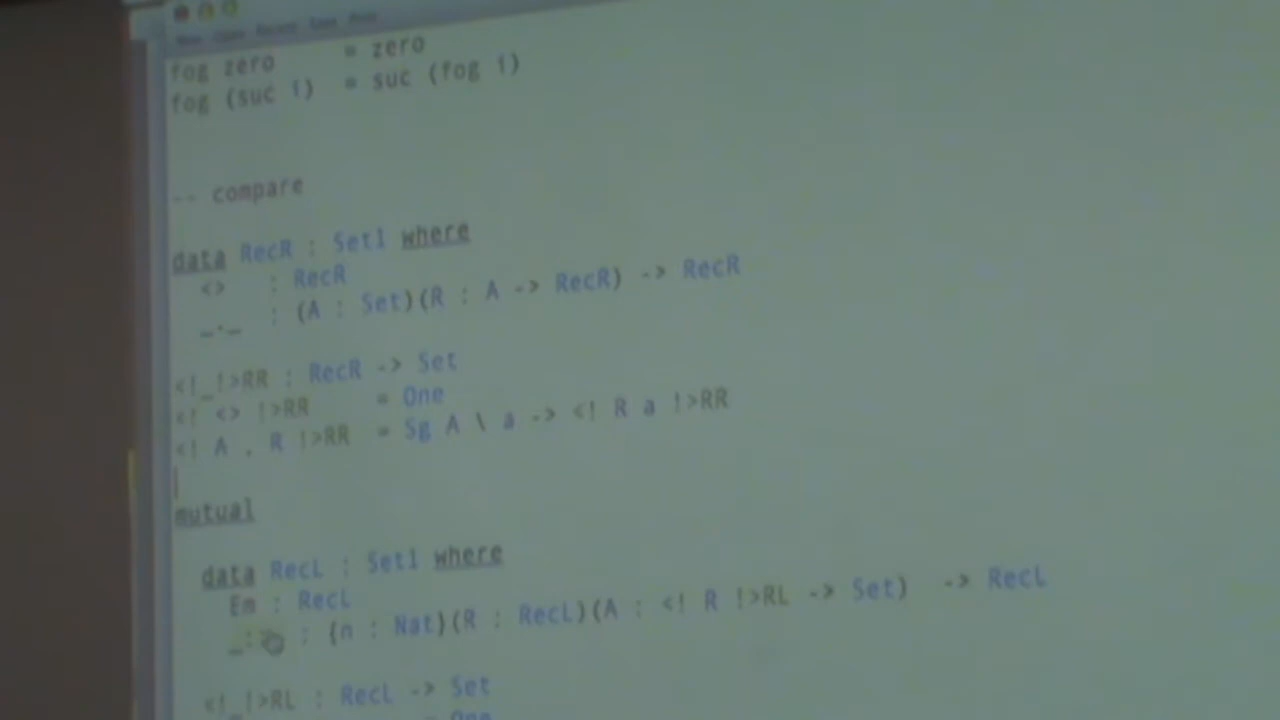 fog zero = zero
fog (suc i) = suc (fog i)
-- compare
data RecR : Set1 where
<> : RecR
_,_ : (A : Set)(R : A -> RecR) -> RecR
<!_!>RR : RecR -> Set
<! <> !>RR = One
<! A , R !>RR = Sg A \ a -> <! R a !>RR
mutual
data RecL : Set1 where
Em : RecL
: {n : Nat}(R : RecL)(A : <! R !>RL -> Set) -> RecL
<!_!>RL : RecL -> Set
= One